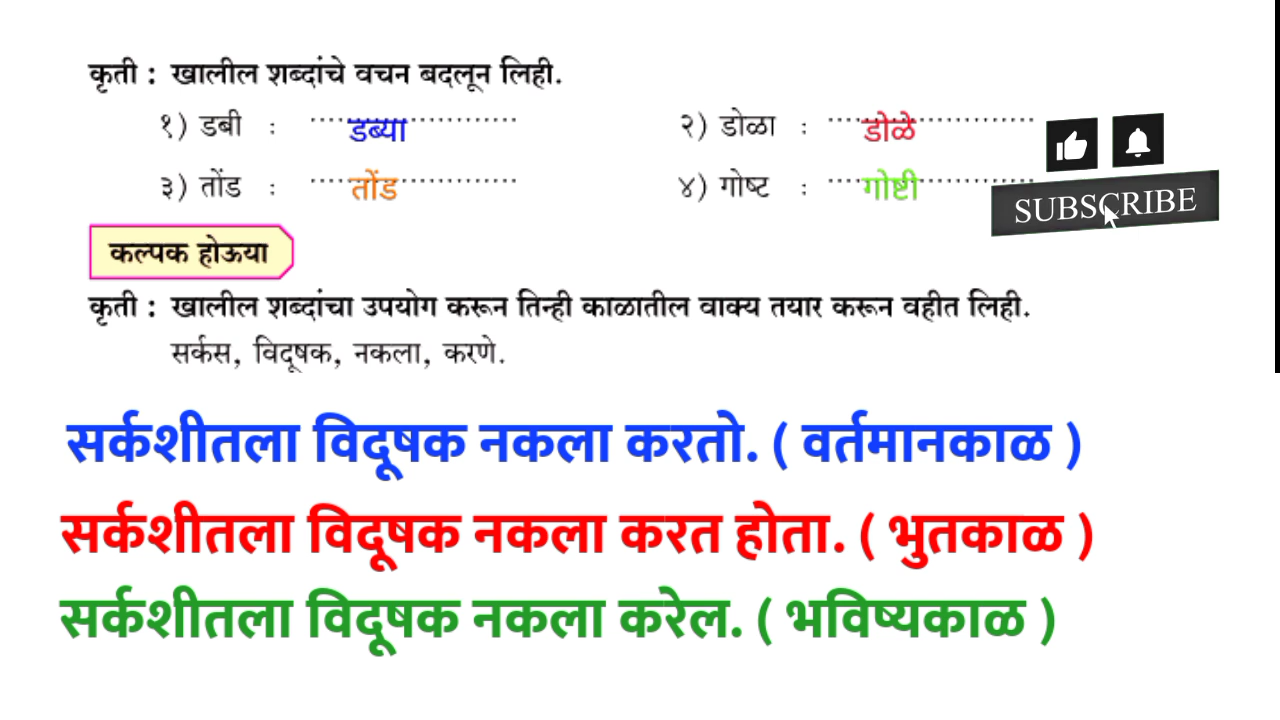 कृती : खालील शब्दांचे वचन बदलून लिही.
१) डबी : डब्या २) डोळा : डोळे
३) तोंड : तोंड ४) गोष्ट : गोष्टी
SUBSCRIBE
कल्पक होऊया
कृती : खालील शब्दांचा उपयोग करून तिन्ही काळातील वाक्य तयार करून वहीत लिही.
सर्कस, विदूषक, नकला, करणे.
सर्कशीतला विदूषक नकला करतो. ( वर्तमानकाळ )
सर्कशीतला विदूषक नकला करत होता. ( भुतकाळ )
सर्कशीतला विदूषक नकला करेल. ( भविष्यकाळ )